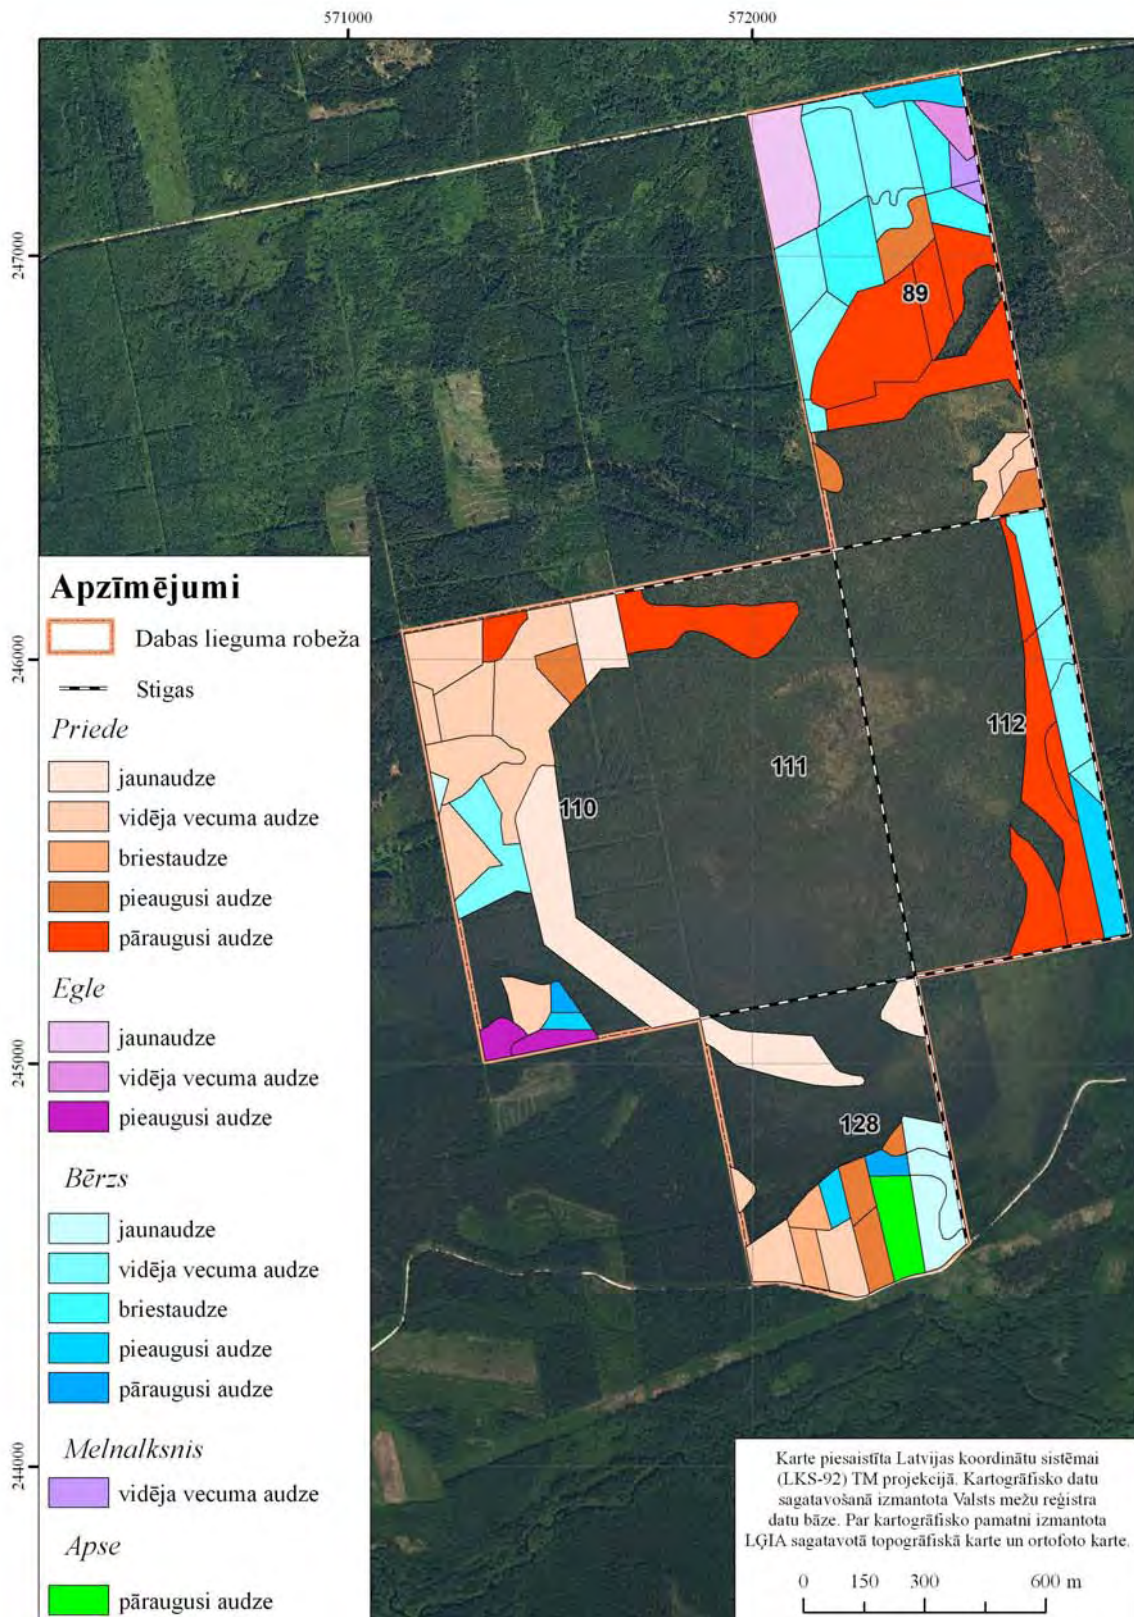 571000
572000
247000
246000
245000
244000
89
112
111
110
128
Apzīmējumi
Dabas lieguma robeža
Stigas
Priede
jaunaudze
vidēja vecuma audze
briestaudze
pieaugusi audze
pāraugusi audze
Egle
jaunaudze
vidēja vecuma audze
pieaugusi audze
Bērzs
jaunaudze
vidēja vecuma audze
briestaudze
pieaugusi audze
pāraugusi audze
Melnalksnis
vidēja vecuma audze
Apse
pāraugusi audze
Karte piesaistīta Latvijas koordinātu sistēmai
(LKS-92) TM projekcijā. Kartogrāfisko datu
sagatavošanā izmantota Valsts mežu reģistra
datu bāze. Par kartogrāfisko pamatni izmantota
LĢIA sagatavotā topogrāfiskā karte un ortofoto karte.
0 150 300 600 m